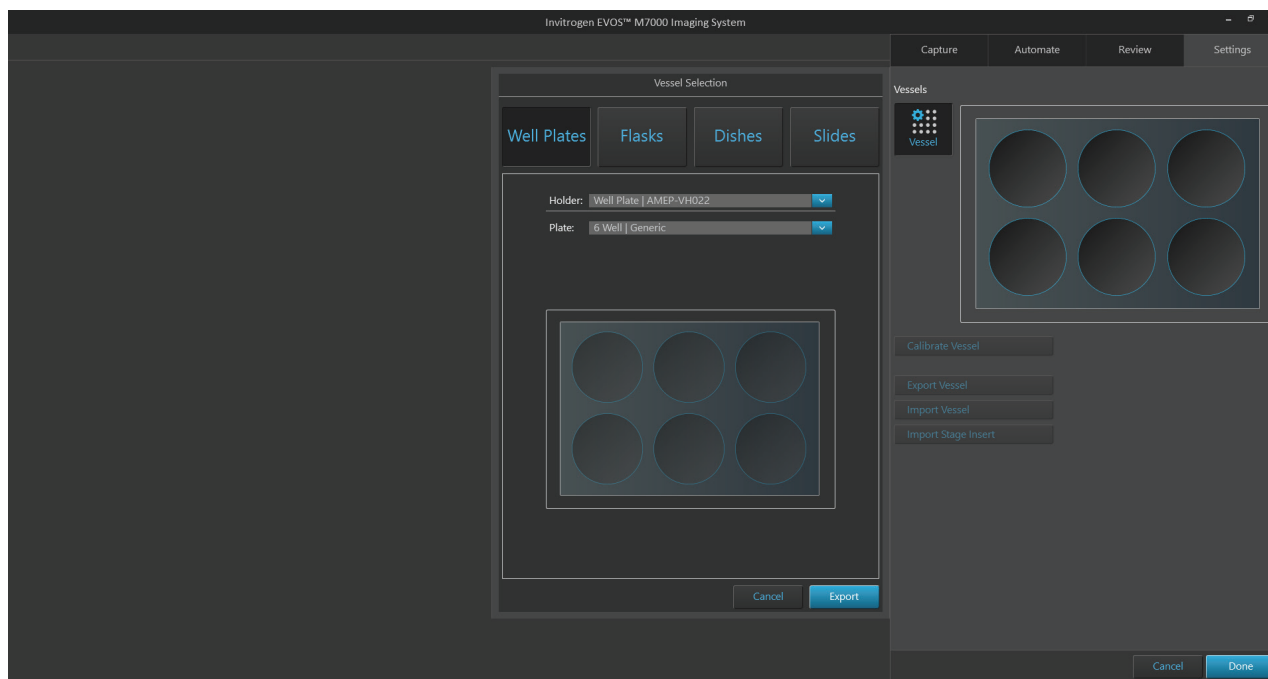 Invitrogen EVOS™ M7000 Imaging System
Capture Automate Review Settings
Vessel Selection
Well Plates Flasks Dishes Slides
Holder: Well Plate | AMEP-VH022
Plate: 6 Well | Generic
Cancel Export
Vessels
Vessel
Calibrate Vessel
Export Vessel
Import Vessel
Import Stage Insert
Cancel Done